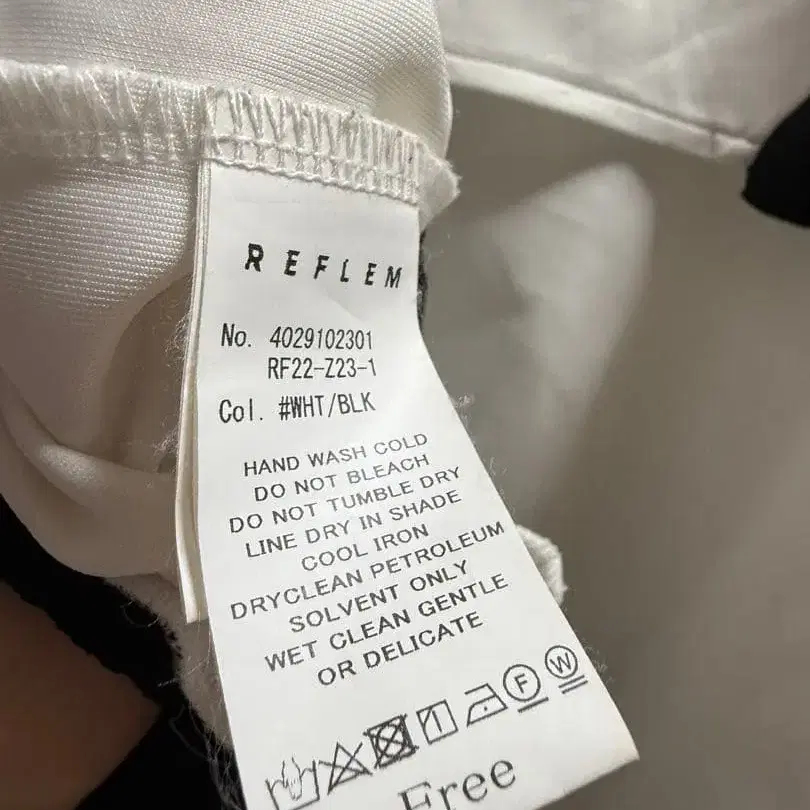 REFLEM
No. 4029102301
RF22-Z23-1
Col. #WHT/BLK
HAND WASH COLD
DO NOT BLEACH
DO NOT TUMBLE DRY
LINE DRY IN SHADE
COOL IRON
DRYCLEAN PETROLEUM
SOLVENT ONLY
WET CLEAN GENTLE
OR DELICATE
F W
Free